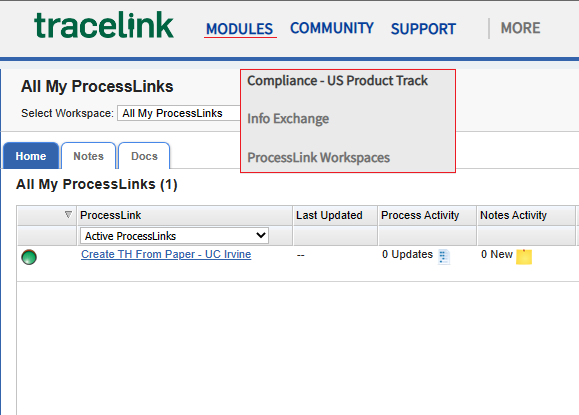 tracelink MODULES COMMUNITY SUPPORT MORE
All My ProcessLinks
Select Workspace: All My ProcessLinks
Compliance - US Product Track
Info Exchange
ProcessLink Workspaces
Home Notes Docs
All My ProcessLinks (1)
ProcessLink Last Updated Process Activity Notes Activity
Active ProcessLinks
Create TH From Paper - UC Irvine -- 0 Updates 0 New